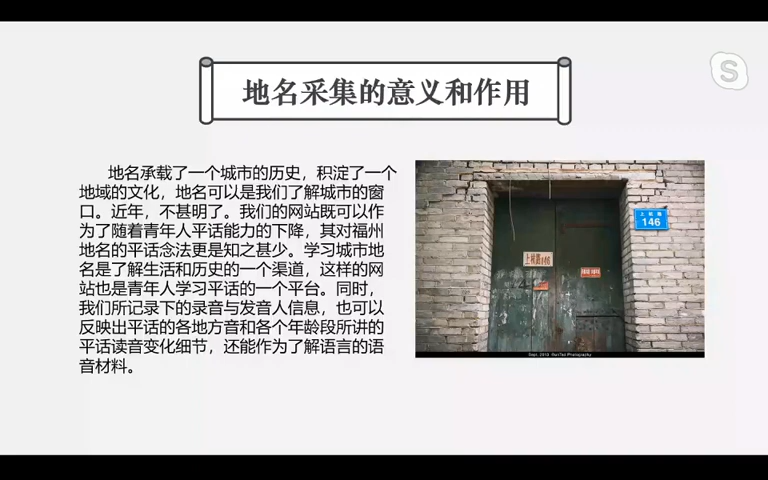 地名采集的意义和作用
地名承载了一个城市的历史，积淀了一个
地域的文化，地名可以是我们了解城市的窗
口。近年，不甚明了。我们的网站既可以作
为了随着青年人平话能力的下降，其对福州
地名的平话念法更是知之甚少。学习城市地
名是了解生活和历史的一个渠道，这样的网
站也是青年人学习平话的一个平台。同时，
我们所记录下的录音与发音人信息，也可以
反映出平话的各地方音和各个年龄段所讲的
平话读音变化细节，还能作为了解语言的语
音材料。
146